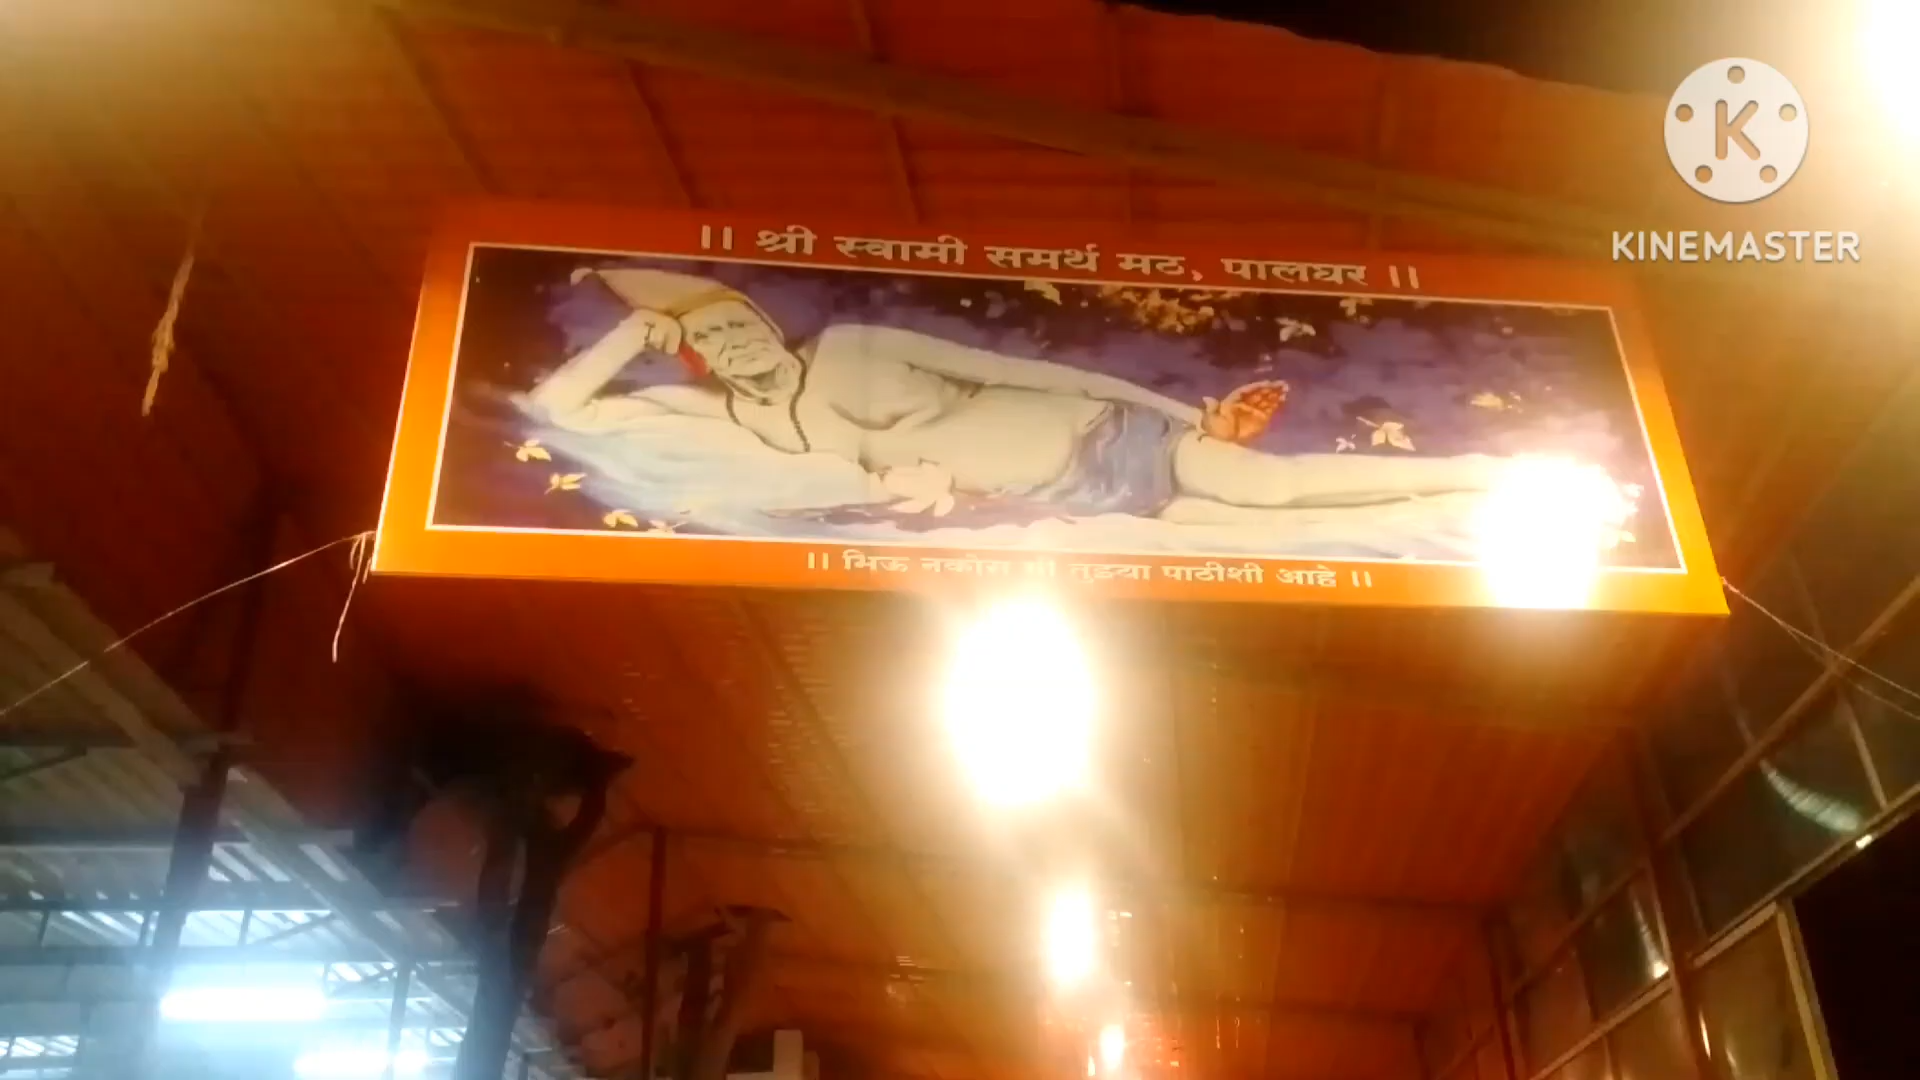 ।। श्री स्वामी समर्थ मठ, पालघर ।।
K
KINEMASTER
।। भिऊ नकोस मी तुझ्या पाठीशी आहे ।।